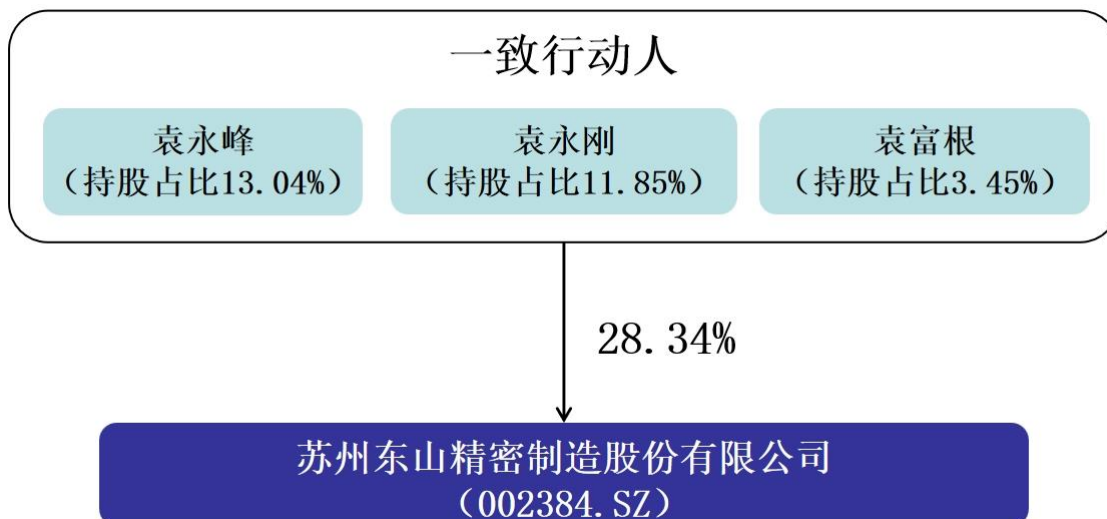 一致行动人
袁永峰
（持股占比13.04%）
袁永刚
（持股占比11.85%）
袁富根
（持股占比3.45%）
28.34%
苏州东山精密制造股份有限公司
（002384.SZ）